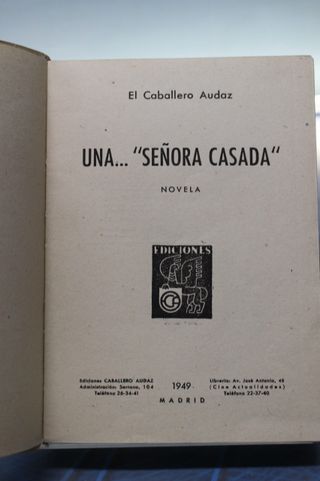 El Caballero Audaz
UNA... "SEÑORA CASADA"
NOVELA
EDICIONES
Ediciones CABALLERO AUDAZ
Administración: Serrano, 104
Teléfono 26-34-41
1949
MADRID
Librería: Av. José Antonio, 48
(Cine Actualidades)
Teléfono 22-37-40